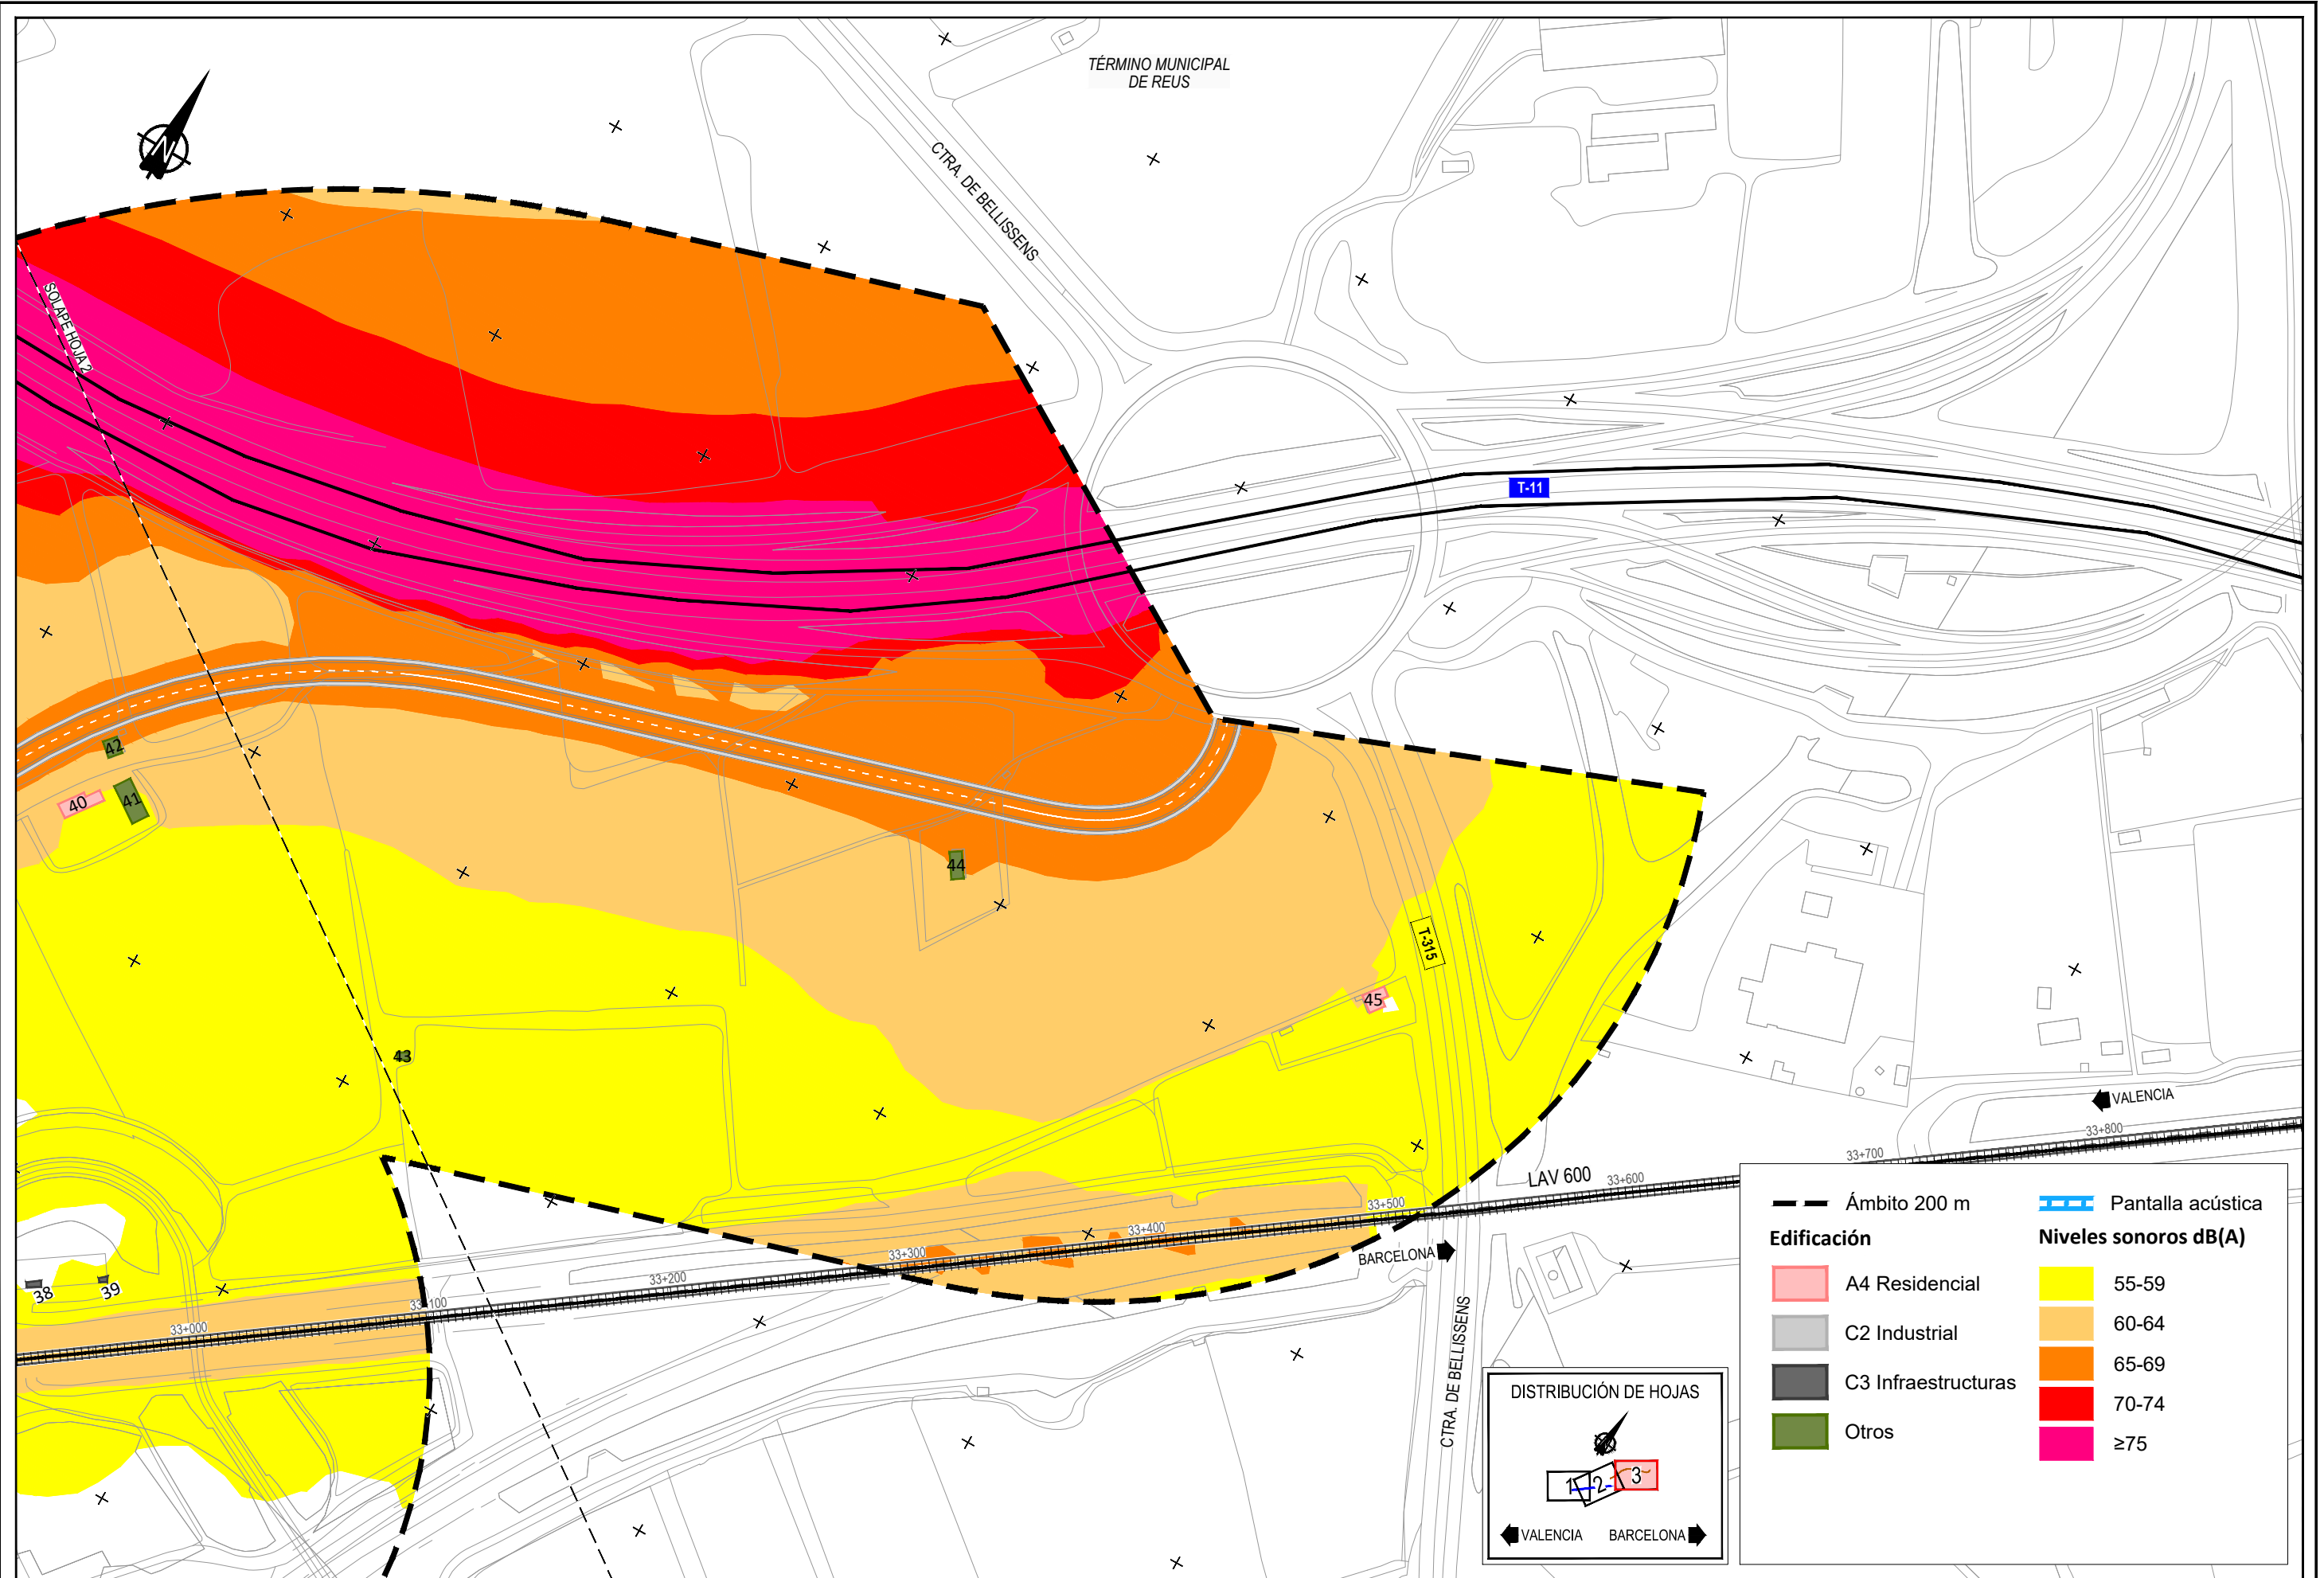 TÉRMINO MUNICIPAL
DE REUS
N
CTRA. DE BELLISSENS
SOLAPE HOJA 2
T-11
42
40
41
44
T-315
45
43
VALENCIA
33+800
33+700
LAV 600
33+600
33+500
33+400
BARCELONA
33+300
33+200
33+100
33+000
38
39
CTRA. DE BELLISSENS
DISTRIBUCIÓN DE HOJAS
1
2
3
VALENCIA
BARCELONA
Ámbito 200 m
Pantalla acústica
Edificación
Niveles sonoros dB(A)
A4 Residencial
55-59
C2 Industrial
60-64
C3 Infraestructuras
65-69
70-74
Otros
≥75